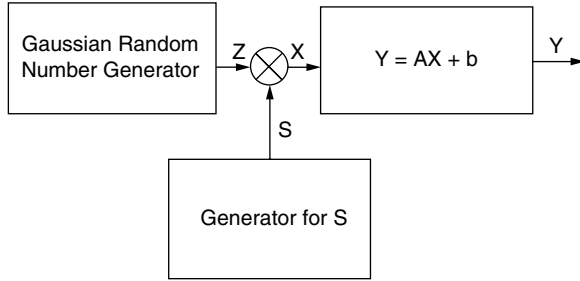 Gaussian Random
Number Generator
Z
X
Y = AX + b
Y
S
Generator for S